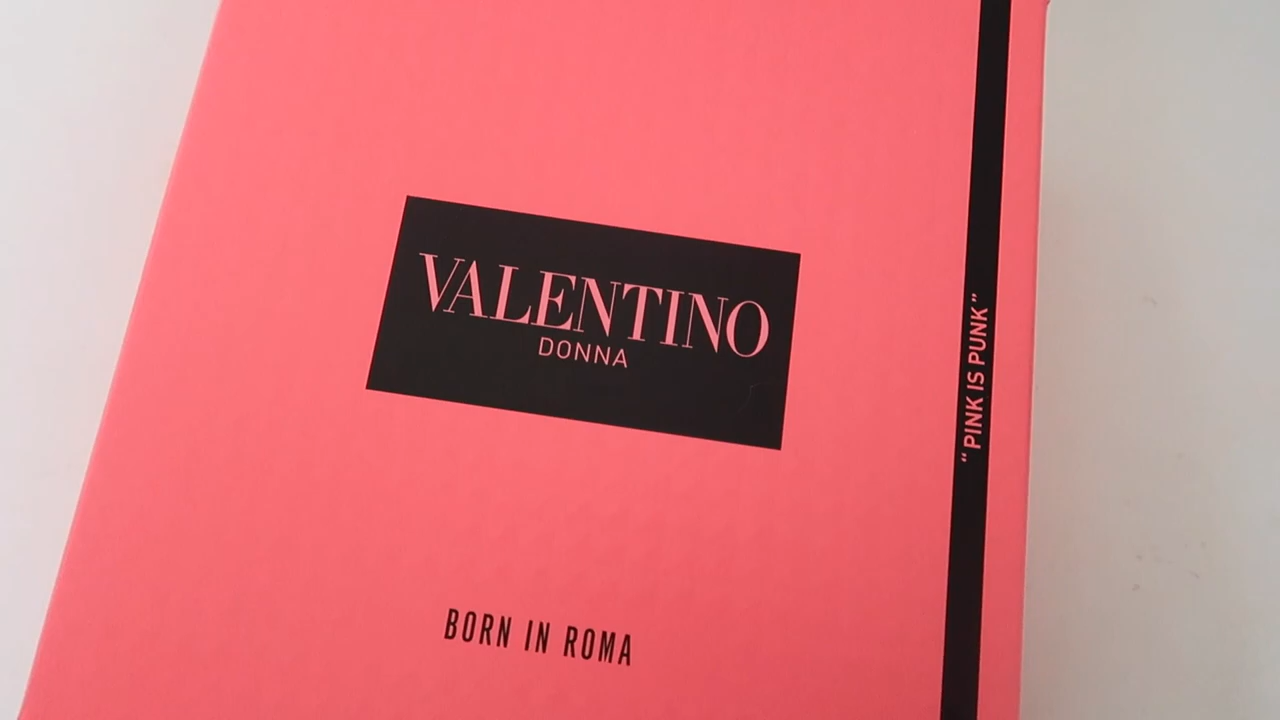 VALENTINO
DONNA
BORN IN ROMA
“PINK IS PUNK”